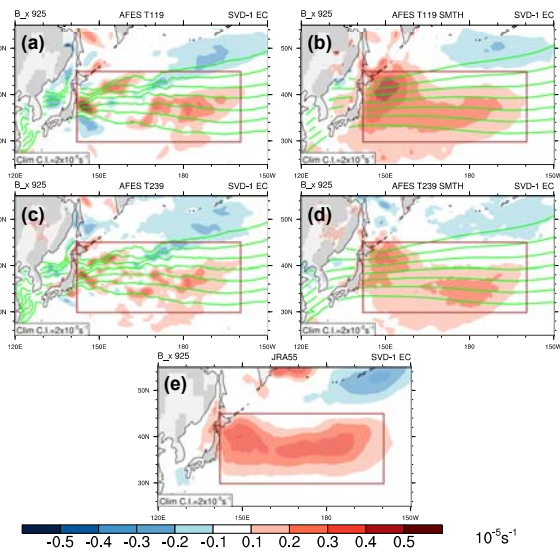 B_x 925 AFES T119 SVD-1 EC
(a)
50N
40N
30N
Clim C.I.=2x10⁻⁵s⁻¹
120E 150E 180 150W
B_x 925 AFES T119 SMTH SVD-1 EC
(b)
50N
40N
30N
Clim C.I.=2x10⁻⁵s⁻¹
120E 150E 180 150W
B_x 925 AFES T239 SVD-1 EC
(c)
50N
40N
30N
Clim C.I.=2x10⁻⁵s⁻¹
120E 150E 180 150W
B_x 925 AFES T239 SMTH SVD-1 EC
(d)
50N
40N
30N
Clim C.I.=2x10⁻⁵s⁻¹
120E 150E 180 150W
B_x 925 JRA55 SVD-1 EC
(e)
50N
40N
30N
Clim C.I.=2x10⁻⁵s⁻¹
120E 150E 180 150W
-0.5 -0.4 -0.3 -0.2 -0.1 0.1 0.2 0.3 0.4 0.5 10⁻⁵s⁻¹